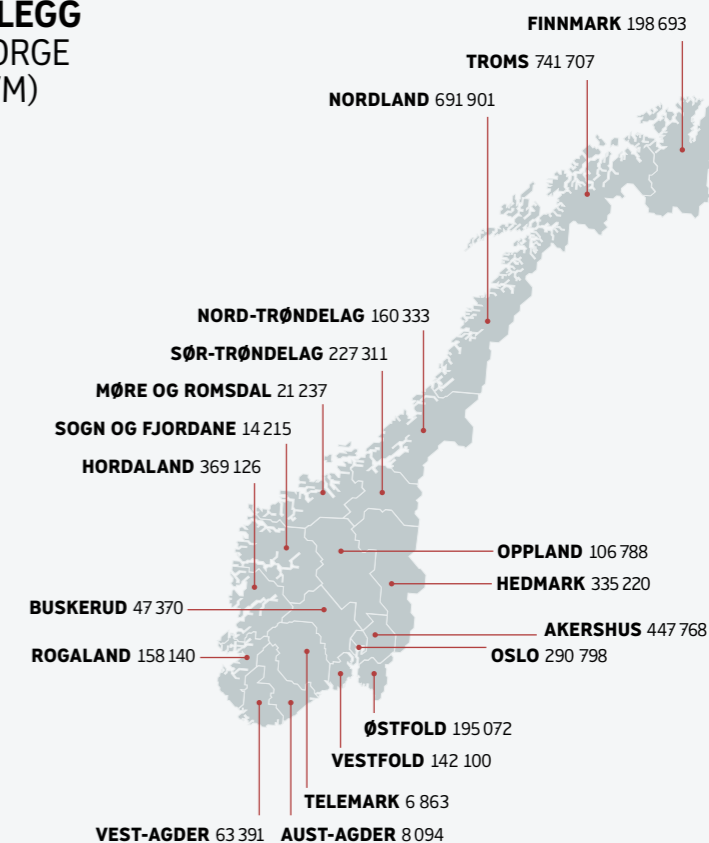 LEGG
ORGE
M)
FINNMARK 198 693
TROMS 741 707
NORDLAND 691 901
NORD-TRØNDELAG 160 333
SØR-TRØNDELAG 227 311
MØRE OG ROMSDAL 21 237
SOGN OG FJORDANE 14 215
HORDALAND 369 126
OPPLAND 106 788
HEDMARK 335 220
BUSKERUD 47 370
AKERSHUS 447 768
ROGALAND 158 140
OSLO 290 798
ØSTFOLD 195 072
VESTFOLD 142 100
TELEMARK 6 863
VEST-AGDER 63 391 AUST-AGDER 8 094